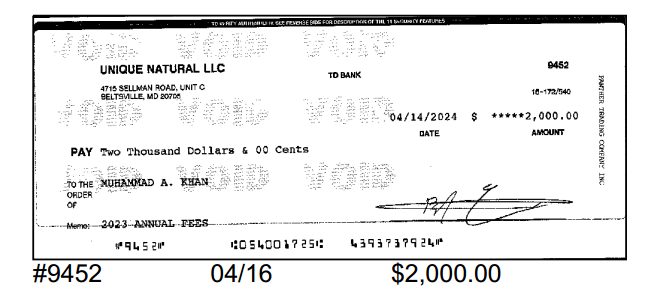 TO VERIFY AUTHENTICITY, SEE REVERSE SIDE FOR DESCRIPTION OF THE 11 SECURITY FEATURES
VOID VOID VOID
UNIQUE NATURAL LLC
TD BANK
9452
4715 SELLMAN ROAD, UNIT C
BELTSVILLE, MD 20705
15-172/540
VOID VOID VOID
04/14/2024 $ *****2,000.00
DATE AMOUNT
PANTHER TRADING COMPANY, INC
PAY Two Thousand Dollars & 00 Cents
VOID VOID VOID
TO THE ORDER OF MUHAMMAD A. KHAN
Memo: 2023 ANNUAL FEES
⑈9452⑈ ⑆054001725⑆ 4393737924⑈
#9452 04/16 $2,000.00